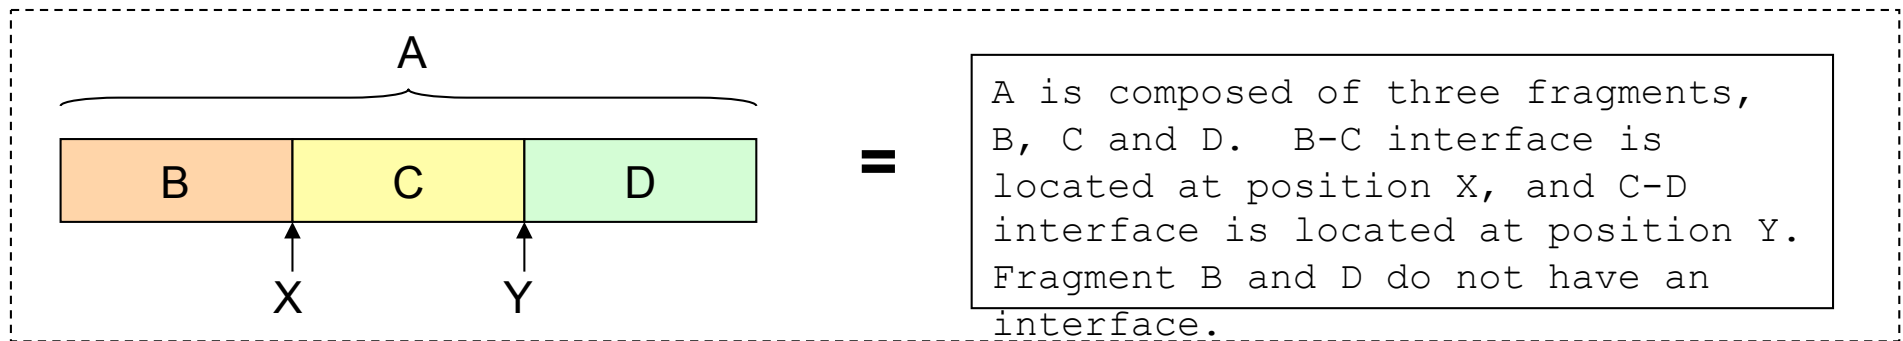 A
B C D
X Y
=
A is composed of three fragments,
B, C and D.  B-C interface is
located at position X, and C-D
interface is located at position Y.
Fragment B and D do not have an
interface.